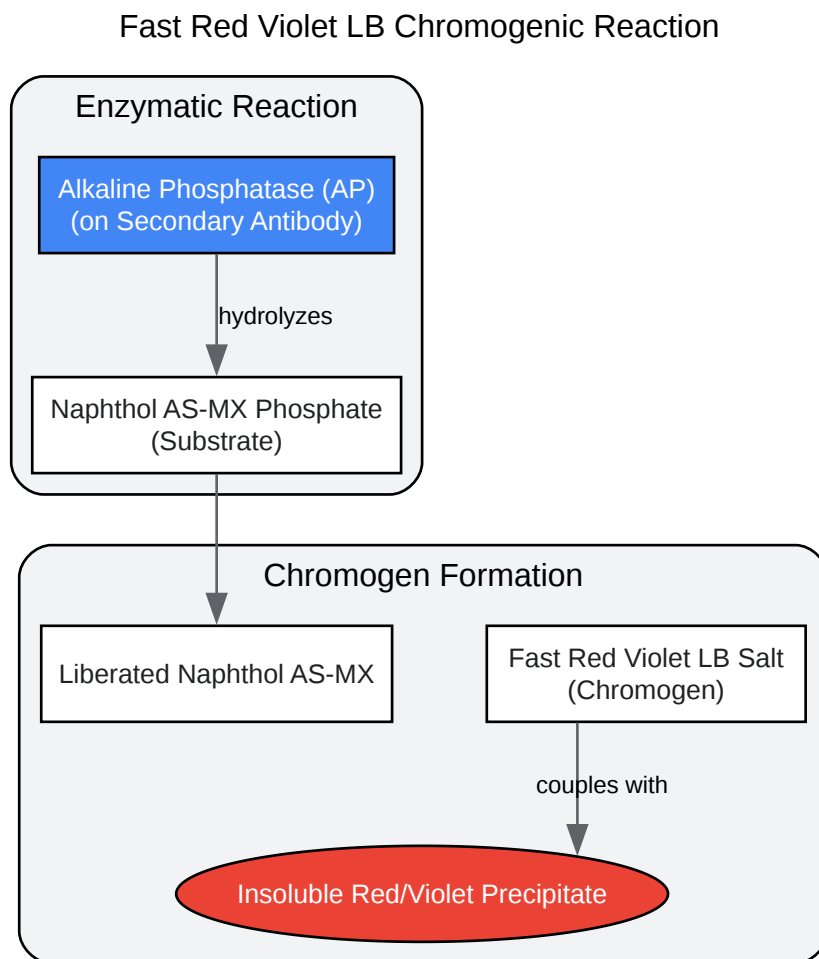 Fast Red Violet LB Chromogenic Reaction
Enzymatic Reaction
Alkaline Phosphatase (AP)
(on Secondary Antibody)
hydrolyzes
Naphthol AS-MX Phosphate
(Substrate)
Chromogen Formation
Liberated Naphthol AS-MX
Fast Red Violet LB Salt
(Chromogen)
couples with
Insoluble Red/Violet Precipitate